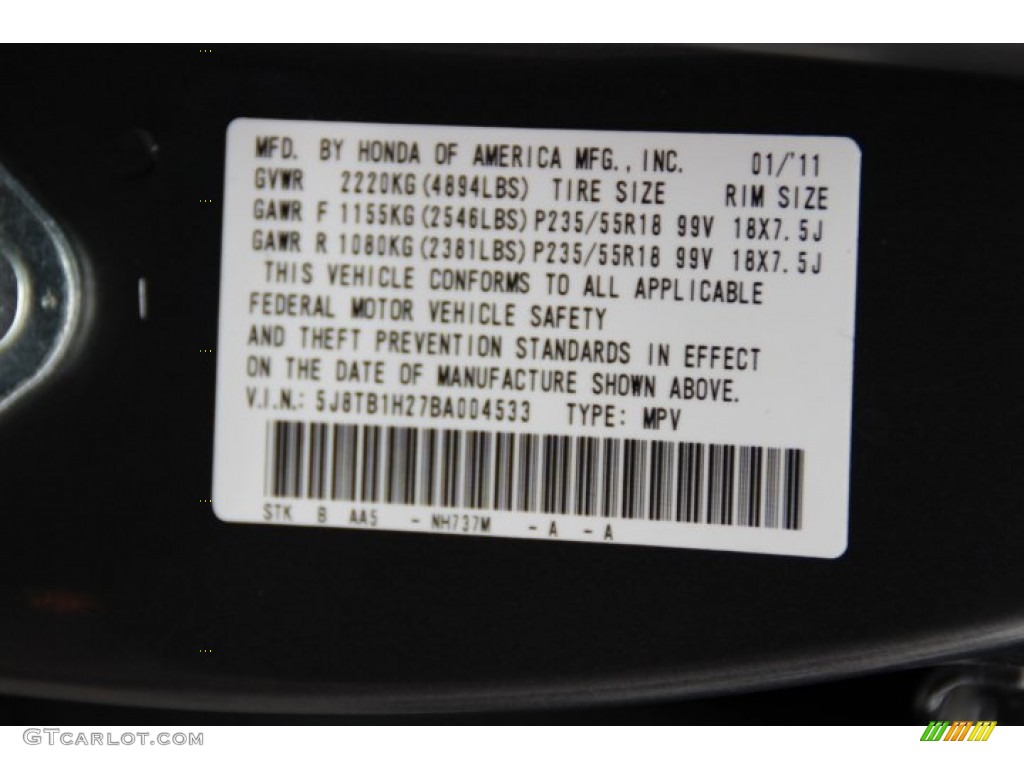 MFD. BY HONDA OF AMERICA MFG., INC. 01/'11
GVWR 2220KG(4894LBS) TIRE SIZE RIM SIZE
GAWR F 1155KG(2546LBS) P235/55R18 99V 18X7.5J
GAWR R 1080KG(2381LBS) P235/55R18 99V 18X7.5J
THIS VEHICLE CONFORMS TO ALL APPLICABLE
FEDERAL MOTOR VEHICLE SAFETY
AND THEFT PREVENTION STANDARDS IN EFFECT
ON THE DATE OF MANUFACTURE SHOWN ABOVE.
V.I.N.: 5J8TB1H27BA004533 TYPE: MPV
STK B AA5 - NH737M - A - A
GTCARLOT.COM